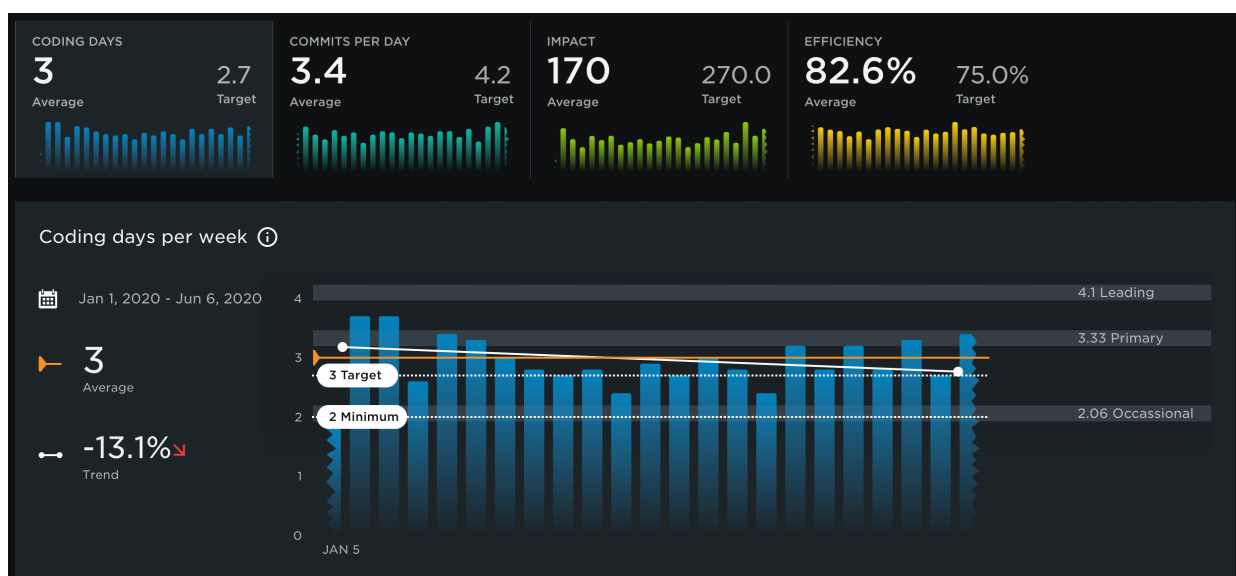 CODING DAYS
3
Average
2.7
Target
COMMITS PER DAY
3.4
Average
4.2
Target
IMPACT
170
Average
270.0
Target
EFFICIENCY
82.6%
Average
75.0%
Target
Coding days per week
Jan 1, 2020 - Jun 6, 2020
3
Average
-13.1%
Trend
4
3
2
1
0
4.1 Leading
3.33 Primary
3 Target
2 Minimum
2.06 Occassional
JAN 5